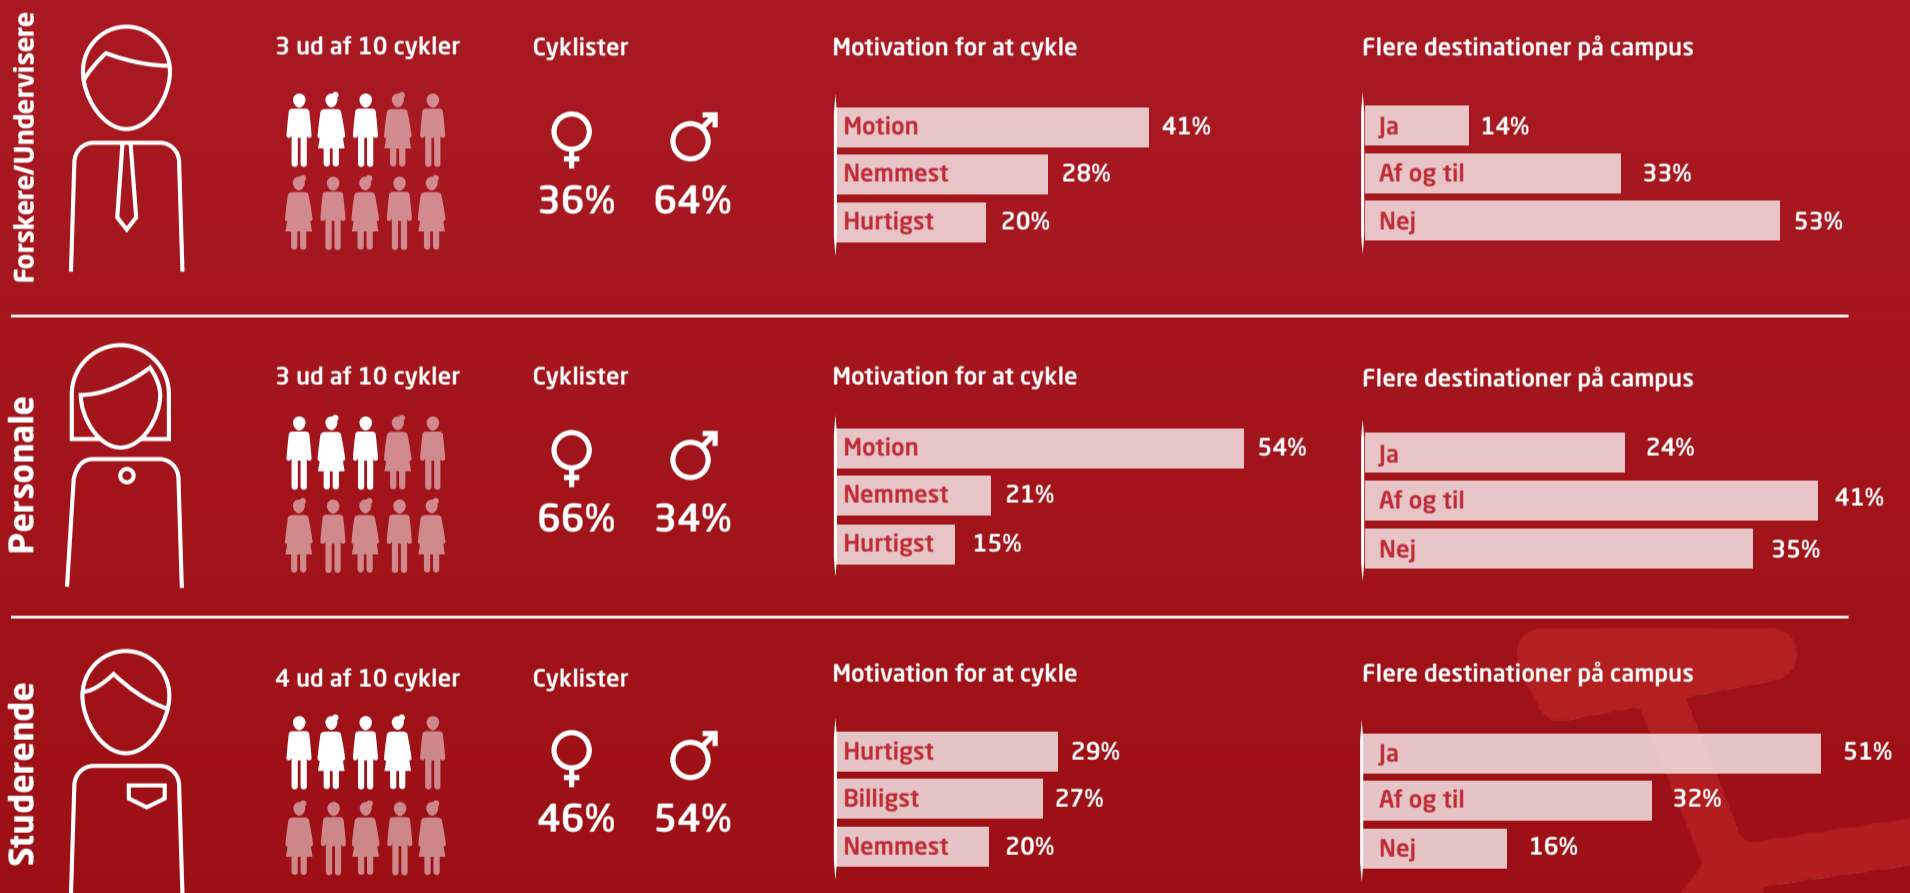 Forskere/Undervisere
3 ud af 10 cykler
Cyklister
36% 64%
Motivation for at cykle
Motion 41%
Nemmest 28%
Hurtigst 20%
Flere destinationer på campus
Ja 14%
Af og til 33%
Nej 53%
Personale
3 ud af 10 cykler
Cyklister
66% 34%
Motivation for at cykle
Motion 54%
Nemmest 21%
Hurtigst 15%
Flere destinationer på campus
Ja 24%
Af og til 41%
Nej 35%
Studerende
4 ud af 10 cykler
Cyklister
46% 54%
Motivation for at cykle
Hurtigst 29%
Billigst 27%
Nemmest 20%
Flere destinationer på campus
Ja 51%
Af og til 32%
Nej 16%